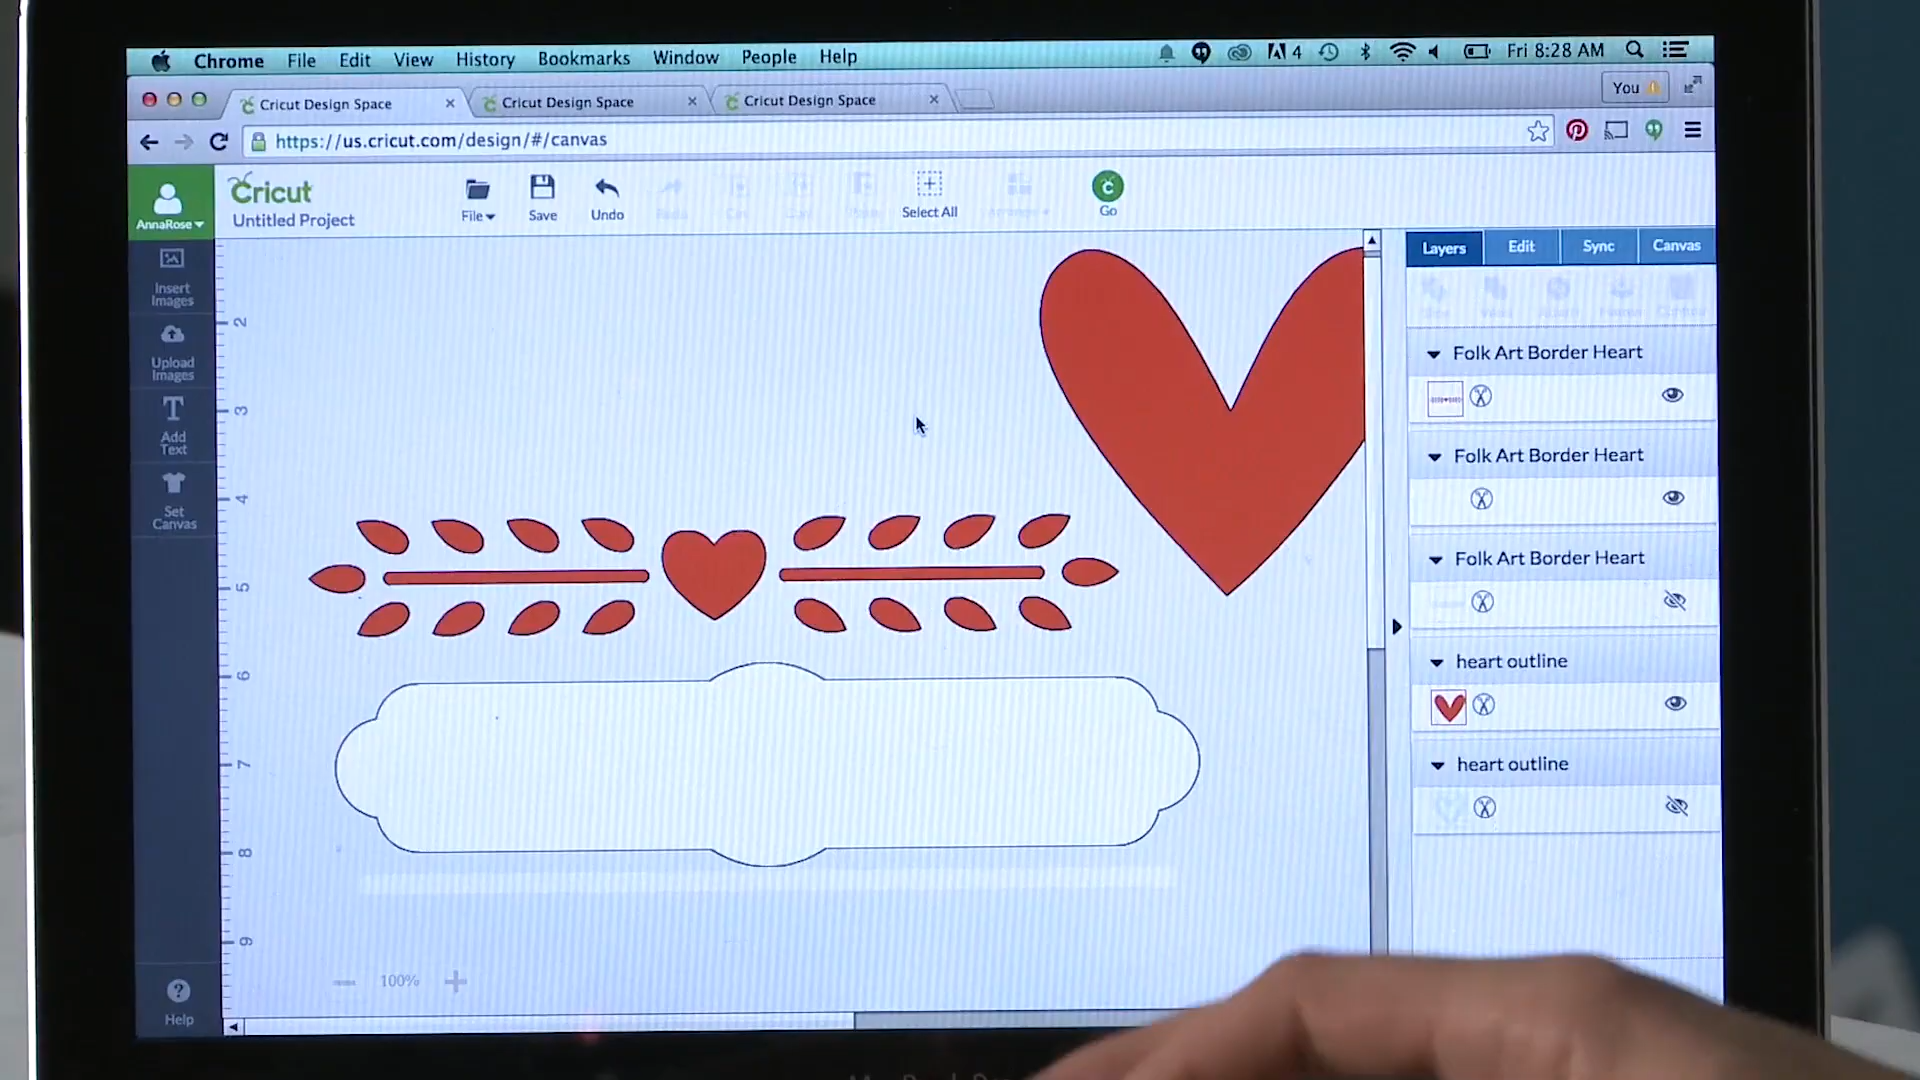 Chrome File Edit View History Bookmarks Window People Help 4 Fri 8:28 AM
Cricut Design Space Cricut Design Space Cricut Design Space You
https://us.cricut.com/design/#/canvas
Cricut
Untitled Project
AnnaRose
File Save Undo Redo Select All Arrange Go
Insert Images
Upload Images
Add Text
Set Canvas
Help
2
3
4
5
6
7
8
9
100%
Layers Edit Sync Canvas
Folk Art Border Heart
Folk Art Border Heart
Folk Art Border Heart
heart outline
heart outline